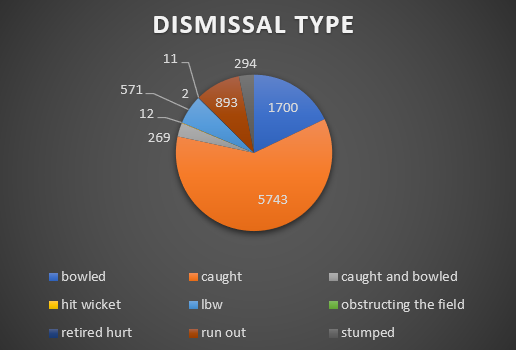 DISMISSAL TYPE
294
11
893
571
2
1700
12
269
5743
bowled
caught
caught and bowled
hit wicket
lbw
obstructing the field
retired hurt
run out
stumped